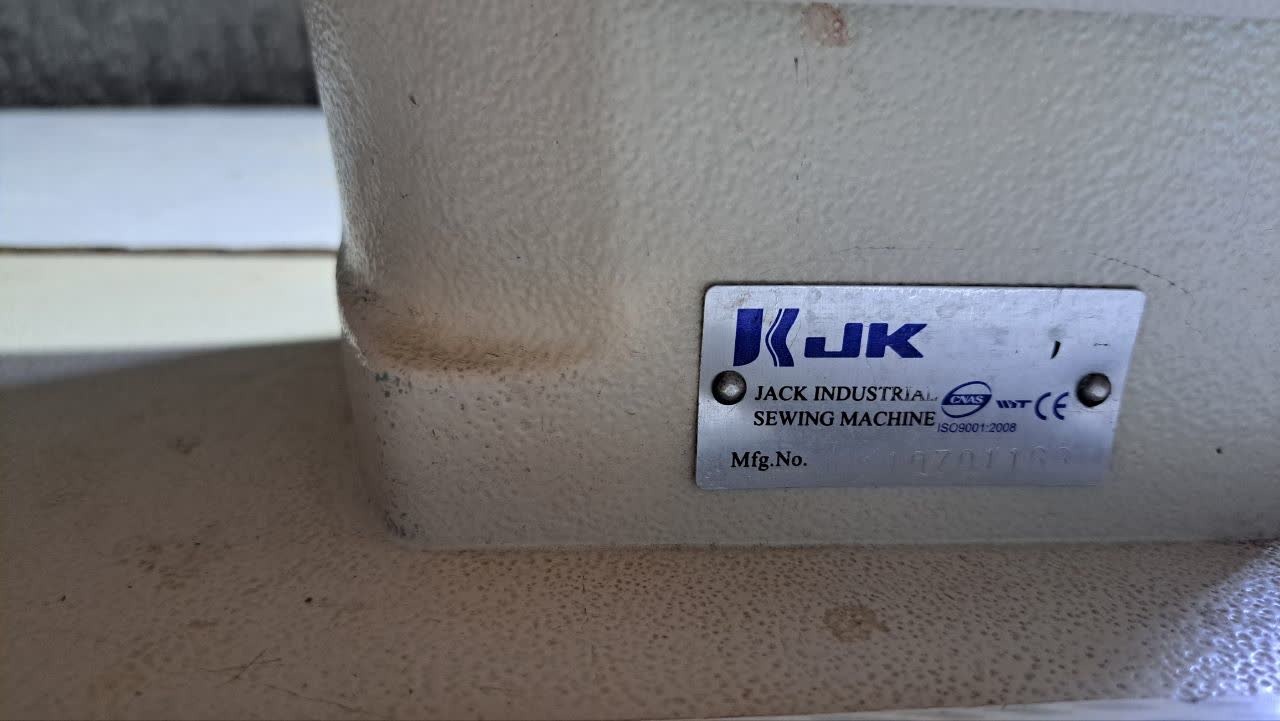 JK
JACK INDUSTRIAL
SEWING MACHINE
CNAS
CE
ISO9001:2008
Mfg.No.